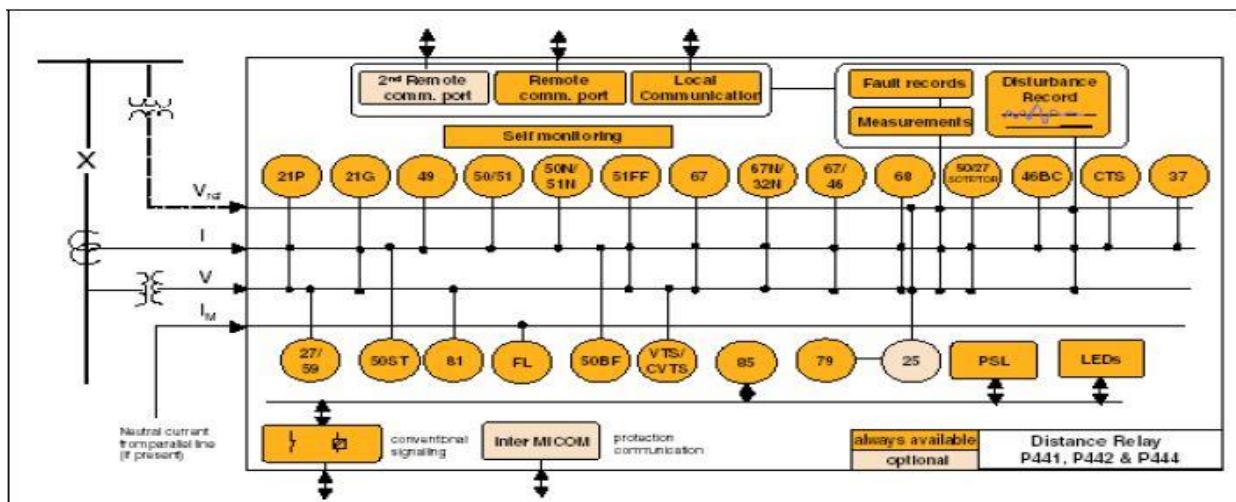 2nd Remote comm. port
Remote comm. port
Local Communication
Fault records
Disturbance Record
Measurements
Self monitoring
21P
21G
49
50/51
50N/ 51N
51FF
67
67N/ 32N
67/ 46
68
50/27 SOTF/TOR
46BC
CTS
37
Vref
I
V
IM
27/ 59
50ST
81
FL
50BF
VTS/ CVTS
85
79
25
PSL
LEDs
X
Neutral current
from parallel line
(if present)
conventional
signalling
Inter MICOM
protection
communication
always available
optional
Distance Relay
P441, P442 & P444